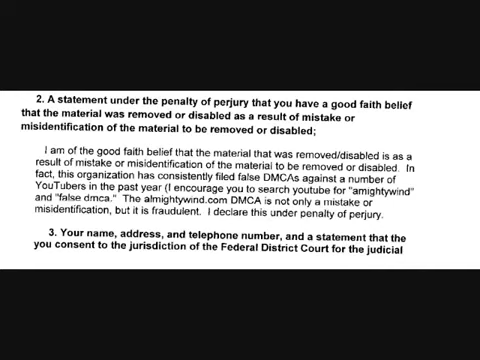 2. A statement under the penalty of perjury that you have a good faith belief
that the material was removed or disabled as a result of mistake or
misidentification of the material to be removed or disabled;
I am of the good faith belief that the material that was removed/disabled is as a
result of mistake or misidentification of the material to be removed or disabled. In
fact, this organization has consistently filed false DMCAs against a number of
YouTubers in the past year (I encourage you to search youtube for "amightywind"
and "false dmca." The almightywind.com DMCA is not only a mistake or
misidentification, but it is fraudulent. I declare this under penalty of perjury.
3. Your name, address, and telephone number, and a statement that the
you consent to the jurisdiction of the Federal District Court for the judicial